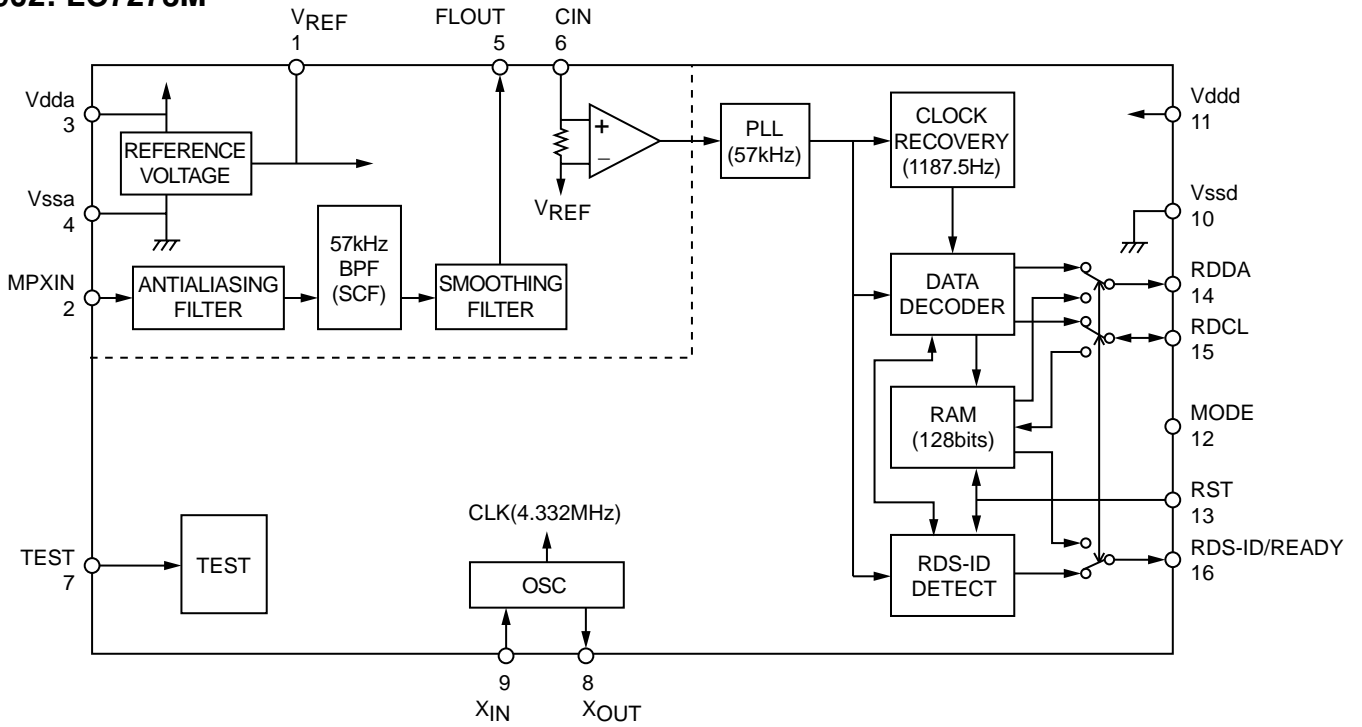 VREF
1
FLOUT
5
CIN
6
Vdda
3
REFERENCE
VOLTAGE
Vssa
4
MPXIN
2
ANTIALIASING
FILTER
57kHz
BPF
(SCF)
SMOOTHING
FILTER
+
–
VREF
PLL
(57kHz)
CLOCK
RECOVERY
(1187.5Hz)
DATA
DECODER
RAM
(128bits)
RDS-ID
DETECT
Vddd
11
Vssd
10
RDDA
14
RDCL
15
MODE
12
RST
13
RDS-ID/READY
16
TEST
7
TEST
CLK(4.332MHz)
OSC
9
XIN
8
XOUT